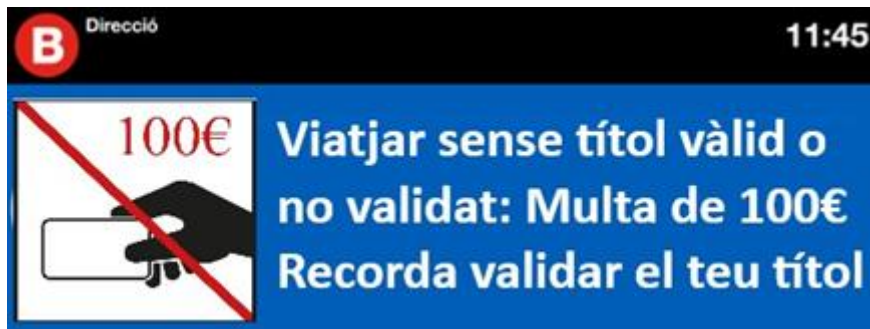 B
Direcció
11:45
100€
Viatjar sense títol vàlid o
no validat: Multa de 100€
Recorda validar el teu títol